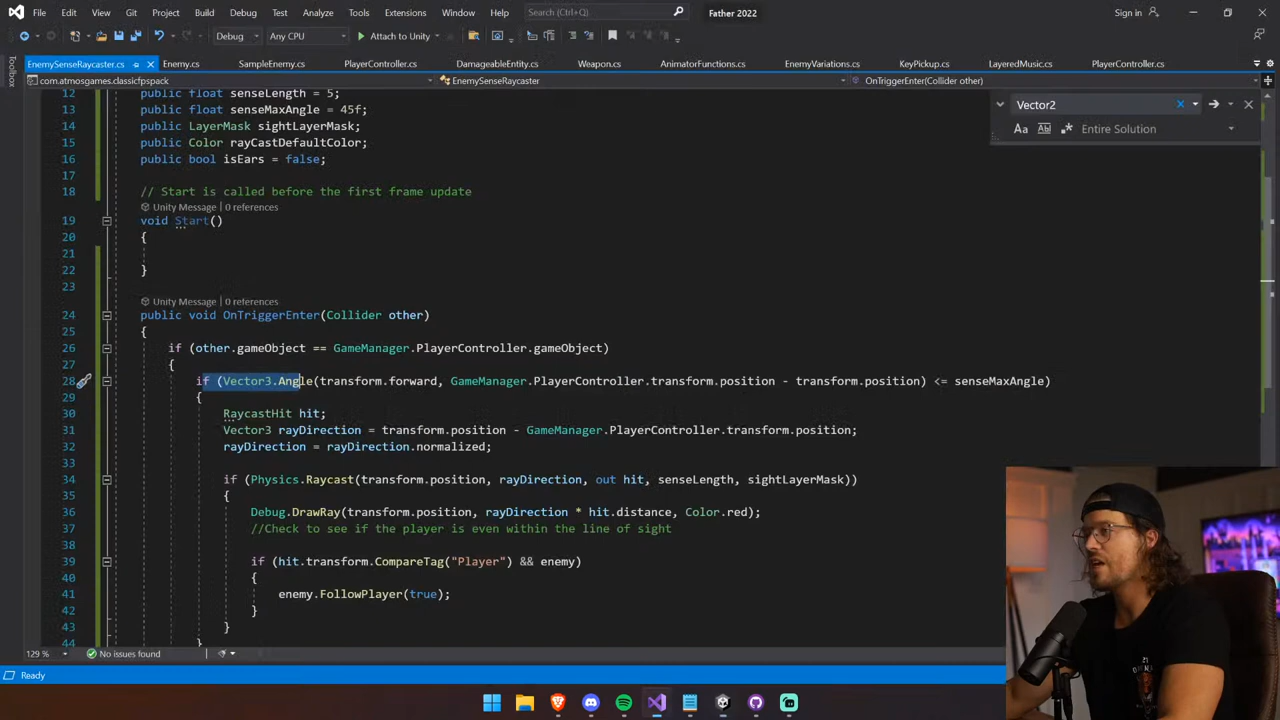 File Edit View Git Project Build Debug Test Analyze Tools Extensions Window Help Search (Ctrl+Q) Father 2022 Sign in
Debug Any CPU Attach to Unity
EnemySenseRaycaster.cs Enemy.cs SampleEnemy.cs PlayerController.cs DamageableEntity.cs Weapon.cs AnimatorFunctions.cs EnemyVariations.cs KeyPickup.cs LayeredMusic.cs PlayerController.cs
Toolbox
com.atmosgames.classicfpspack EnemySenseRaycaster OnTriggerEnter(Collider other)
Vector2
Entire Solution
12 public float senseLength = 5;
13 public float senseMaxAngle = 45f;
14 public LayerMask sightLayerMask;
15 public Color rayCastDefaultColor;
16 public bool isEars = false;
17
18 // Start is called before the first frame update
Unity Message | 0 references
19 void Start()
20 {
21
22 }
23
Unity Message | 0 references
24 public void OnTriggerEnter(Collider other)
25 {
26 if (other.gameObject == GameManager.PlayerController.gameObject)
27 {
28 if (Vector3.Angle(transform.forward, GameManager.PlayerController.transform.position - transform.position) <= senseMaxAngle)
29 {
30 RaycastHit hit;
31 Vector3 rayDirection = transform.position - GameManager.PlayerController.transform.position;
32 rayDirection = rayDirection.normalized;
33
34 if (Physics.Raycast(transform.position, rayDirection, out hit, senseLength, sightLayerMask))
35 {
36 Debug.DrawRay(transform.position, rayDirection * hit.distance, Color.red);
37 //Check to see if the player is even within the line of sight
38
39 if (hit.transform.CompareTag("Player") && enemy)
40 {
41 enemy.FollowPlayer(true);
42 }
43 }
44 }
129 % No issues found
Ready